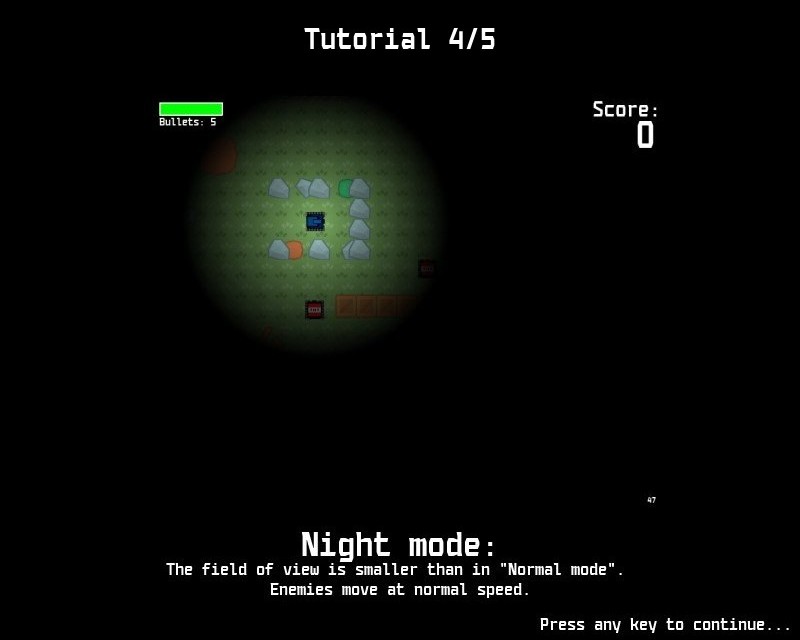 Tutorial 4/5
Bullets: 5
Score:
0
47
Night mode:
The field of view is smaller than in "Normal mode".
Enemies move at normal speed.
Press any key to continue...